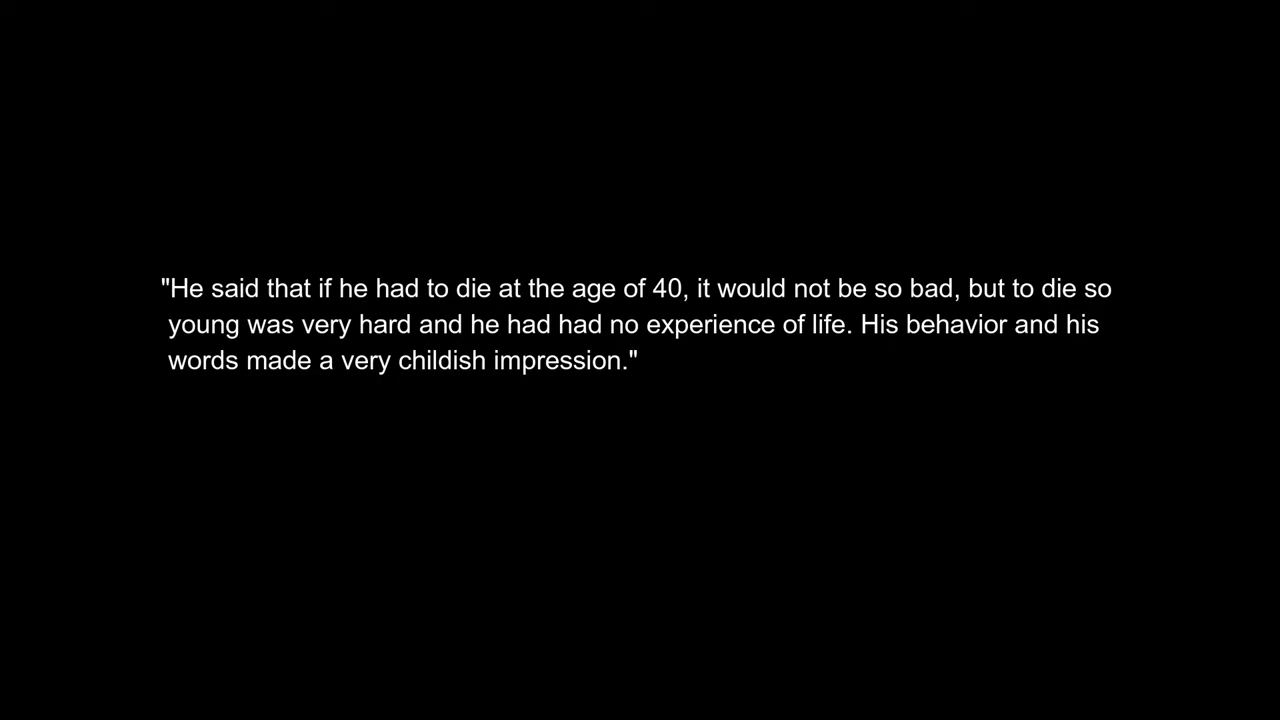 "He said that if he had to die at the age of 40, it would not be so bad, but to die so
young was very hard and he had had no experience of life. His behavior and his
words made a very childish impression."